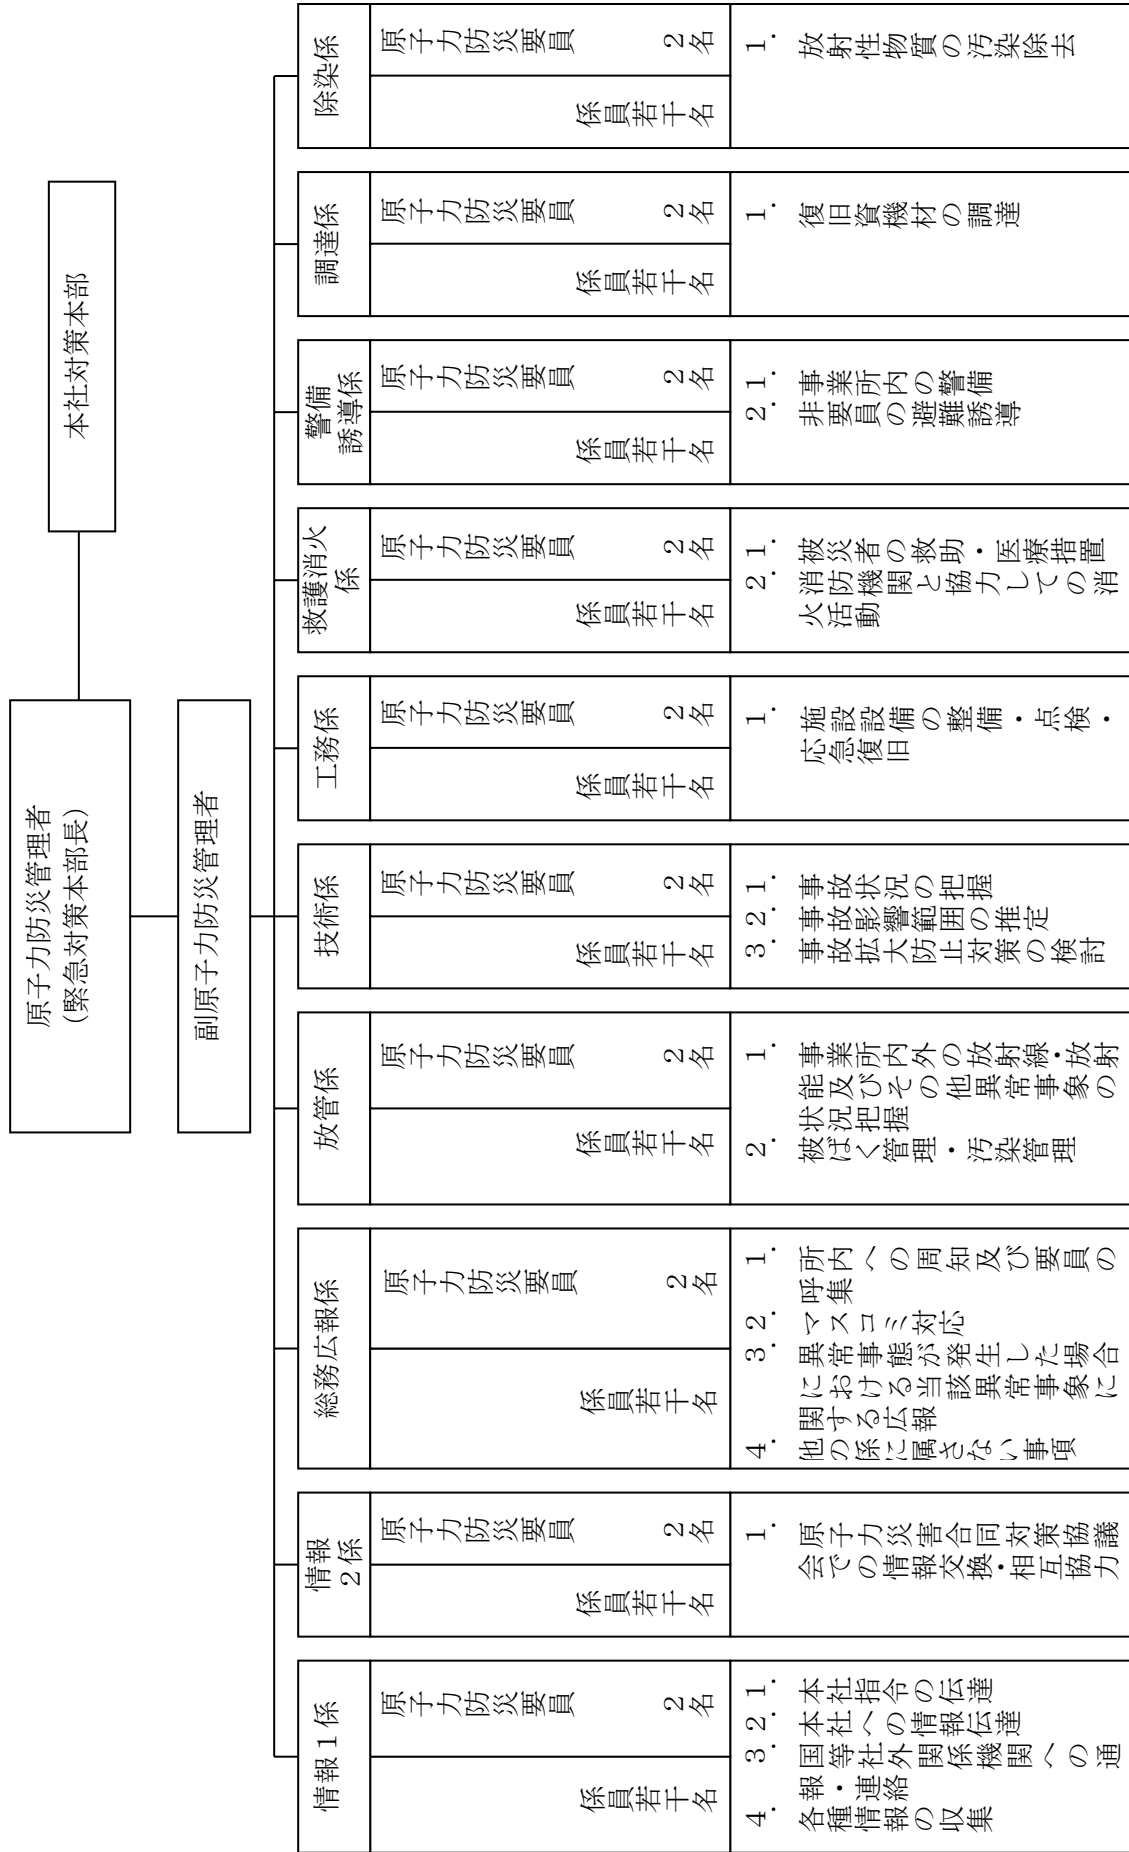 本社対策本部
原子力防災管理者
（緊急対策本部長）
副原子力防災管理者
情報１係
原子力防災要員　２名
係員若干名
１．本社指令の伝達
２．本社への情報伝達
３．国等社外関係機関への通
報・連絡
４．各種情報の収集
情報
２係
原子力防災要員　２名
係員若干名
１．原子力災害合同対策協議
会での情報交換・相互協力
総務広報係
原子力防災要員　２名
係員若干名
１．所内への周知及び要員の
呼集
２．マスコミ対応
３．異常事態が発生した場合
における当該異常事象に
関する広報
４．他の係に属さない事項
放管係
原子力防災要員　２名
係員若干名
１．事業所内外の放射線・放射
能及びその他異常事象の
状況把握
２．被ばく管理・汚染管理
技術係
原子力防災要員　２名
係員若干名
１．事故状況の把握
２．事故影響範囲の推定
３．事故拡大防止対策の検討
工務係
原子力防災要員　２名
係員若干名
１．施設設備の整備・点検・
応急復旧
救護消火
係
原子力防災要員　２名
係員若干名
１．被災者の救助・医療措置
２．消防機関と協力しての消
火活動
警備
誘導係
原子力防災要員　２名
係員若干名
１．事業所内の警備
２．非要員の避難誘導
調達係
原子力防災要員　２名
係員若干名
１．復旧資機材の調達
除染係
原子力防災要員　２名
係員若干名
１．放射性物質の汚染除去